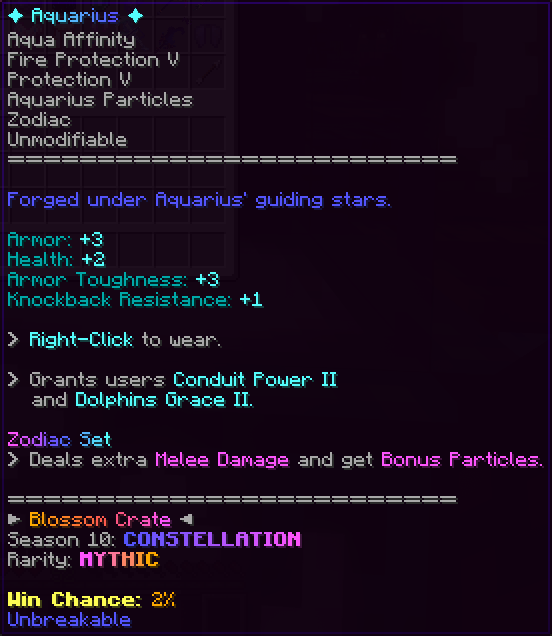 ✦ Aquarius ✦
Aqua Affinity
Fire Protection V
Protection V
Aquarius Particles
Zodiac
Unmodifiable
============================
Forged under Aquarius' guiding stars.
Armor: +3
Health: +2
Armor Toughness: +3
Knockback Resistance: +1
> Right-Click to wear.
> Grants users Conduit Power II
and Dolphins Grace II.
Zodiac Set
> Deals extra Melee Damage and get Bonus Particles.
============================
► Blossom Crate ◄
Season 10: CONSTELLATION
Rarity: MYTHIC
Win Chance: 2%
Unbreakable